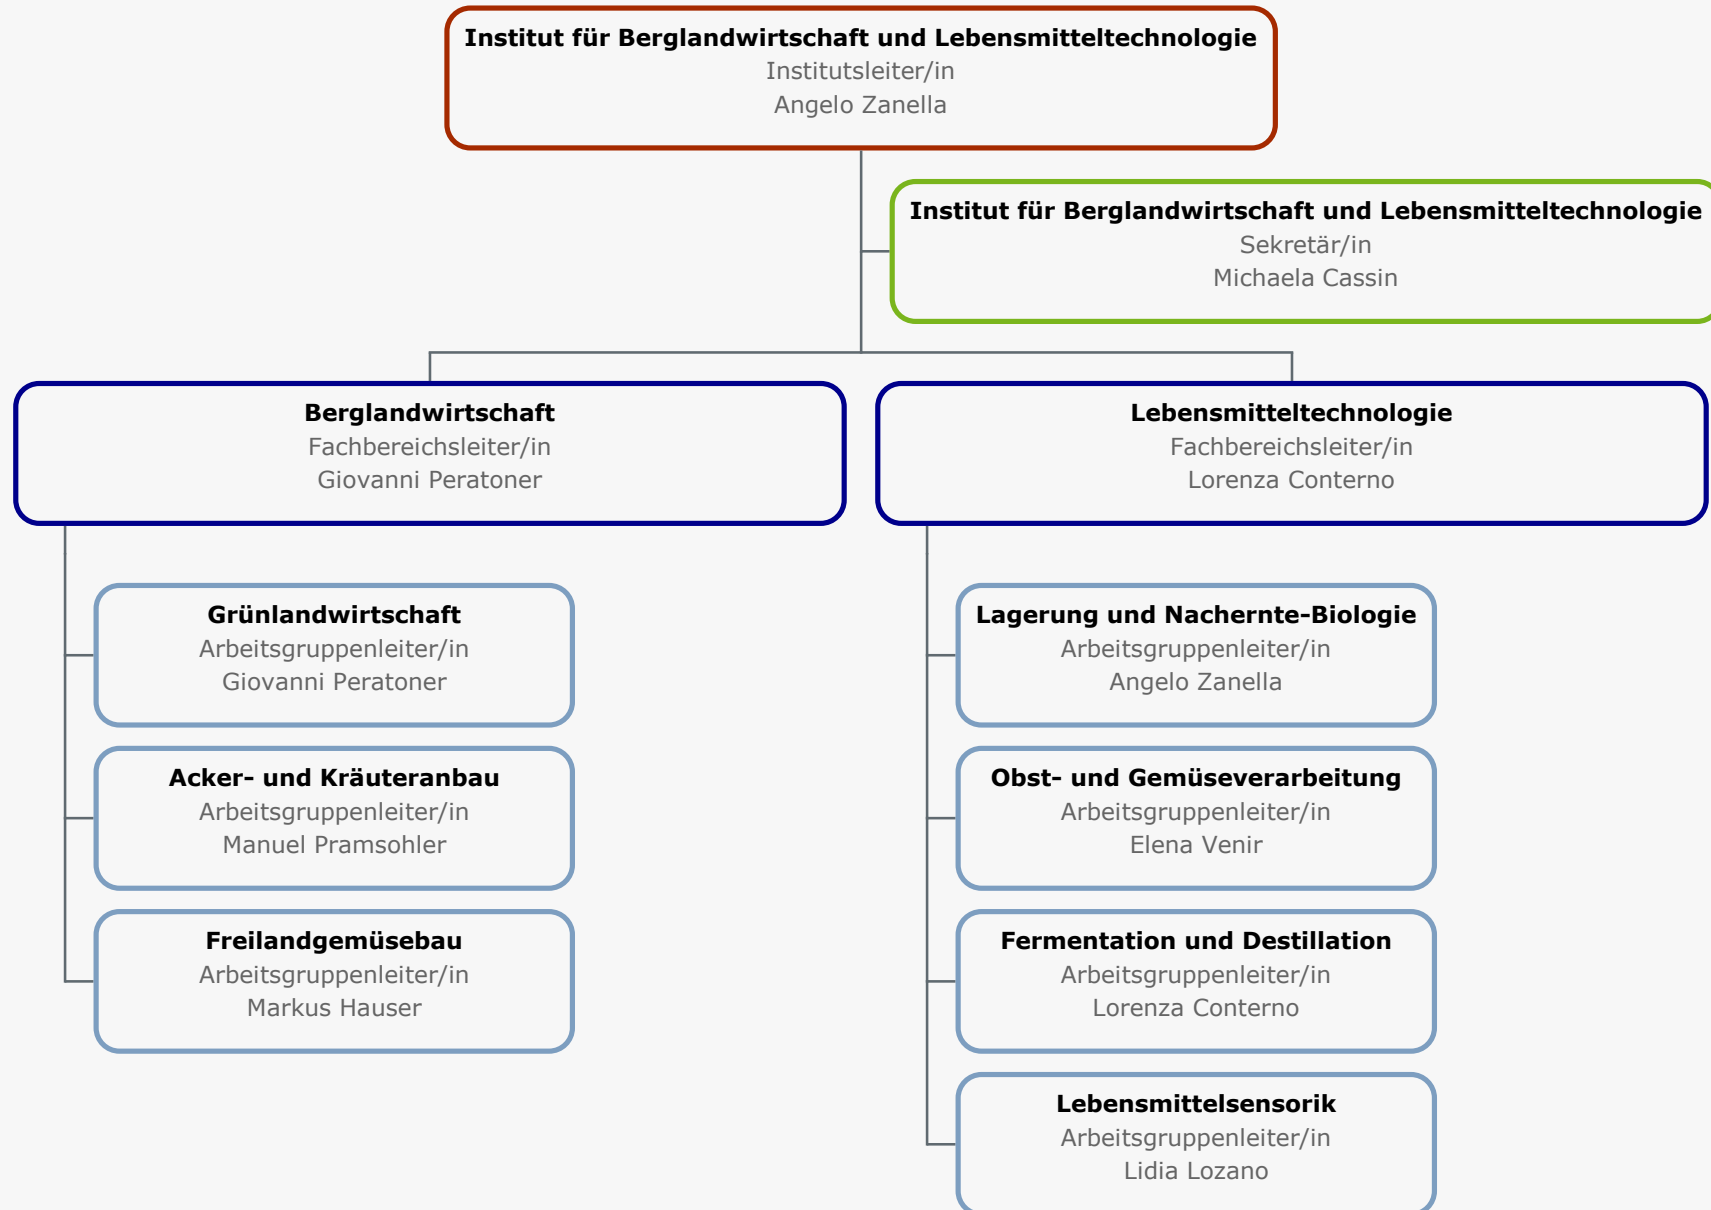 Institut für Berglandwirtschaft und Lebensmitteltechnologie
Institutsleiter/in
Angelo Zanella
Institut für Berglandwirtschaft und Lebensmitteltechnologie
Sekretär/in
Michaela Cassin
Berglandwirtschaft
Fachbereichsleiter/in
Giovanni Peratoner
Lebensmitteltechnologie
Fachbereichsleiter/in
Lorenza Conterno
Grünlandwirtschaft
Arbeitsgruppenleiter/in
Giovanni Peratoner
Acker- und Kräuteranbau
Arbeitsgruppenleiter/in
Manuel Pramsohler
Freilandgemüsebau
Arbeitsgruppenleiter/in
Markus Hauser
Lagerung und Nachernte-Biologie
Arbeitsgruppenleiter/in
Angelo Zanella
Obst- und Gemüseverarbeitung
Arbeitsgruppenleiter/in
Elena Venir
Fermentation und Destillation
Arbeitsgruppenleiter/in
Lorenza Conterno
Lebensmittelsensorik
Arbeitsgruppenleiter/in
Lidia Lozano